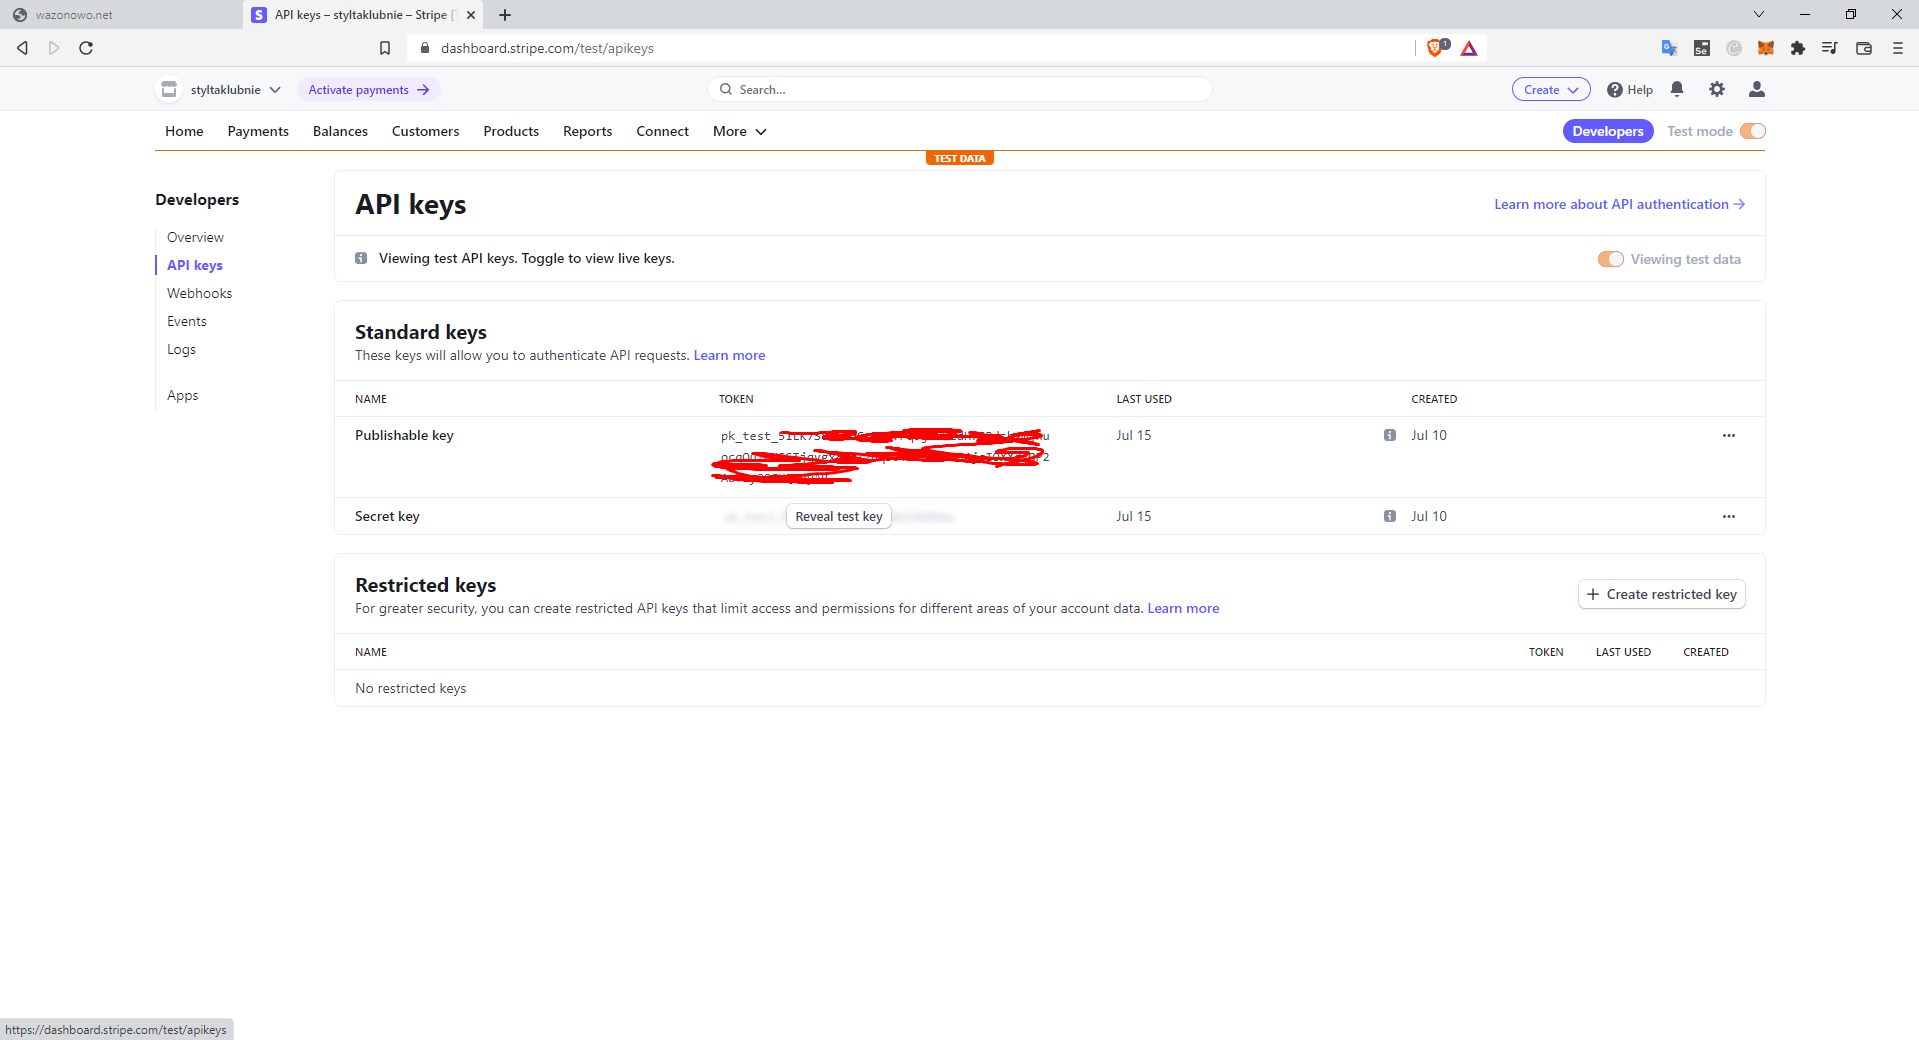 wazonowo.net
API keys – styltaklubnie – Stripe [
dashboard.stripe.com/test/apikeys
1
styltaklubnie
Activate payments
Search...
Create
Help
Home Payments Balances Customers Products Reports Connect More
Developers Test mode
TEST DATA
Developers
Overview
API keys
Webhooks
Events
Logs
Apps
API keys
Learn more about API authentication
Viewing test API keys. Toggle to view live keys.
Viewing test data
Standard keys
These keys will allow you to authenticate API requests. Learn more
NAME TOKEN LAST USED CREATED
Publishable key pk_test_ Jul 15 Jul 10
Secret key Reveal test key Jul 15 Jul 10
Restricted keys
For greater security, you can create restricted API keys that limit access and permissions for different areas of your account data. Learn more
Create restricted key
NAME TOKEN LAST USED CREATED
No restricted keys
https://dashboard.stripe.com/test/apikeys